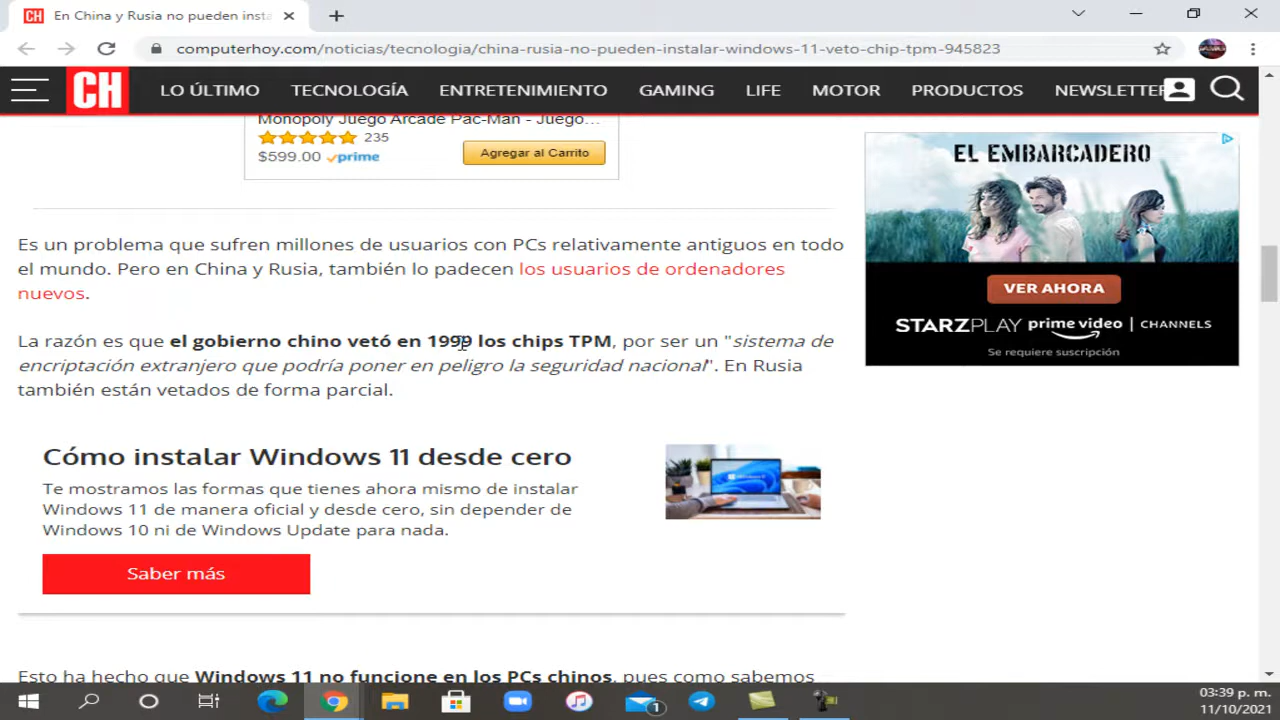 CH En China y Rusia no pueden insta
computerhoy.com/noticias/tecnologia/china-rusia-no-pueden-instalar-windows-11-veto-chip-tpm-945823
CH LO ÚLTIMO TECNOLOGÍA ENTRETENIMIENTO GAMING LIFE MOTOR PRODUCTOS NEWSLETTER
Monopoly Juego Arcade Pac-Man - Juego...
235
$599.00 prime
Agregar al Carrito
Es un problema que sufren millones de usuarios con PCs relativamente antiguos en todo
el mundo. Pero en China y Rusia, también lo padecen los usuarios de ordenadores
nuevos.
La razón es que el gobierno chino vetó en 1999 los chips TPM, por ser un "sistema de
encriptación extranjero que podría poner en peligro la seguridad nacional". En Rusia
también están vetados de forma parcial.
Cómo instalar Windows 11 desde cero
Te mostramos las formas que tienes ahora mismo de instalar
Windows 11 de manera oficial y desde cero, sin depender de
Windows 10 ni de Windows Update para nada.
Saber más
Esto ha hecho que Windows 11 no funcione en los PCs chinos, pues como sabemos
EL EMBARCADERO
VER AHORA
STARZPLAY prime video | CHANNELS
Se requiere suscripción
1
03:39 p. m.
11/10/2021